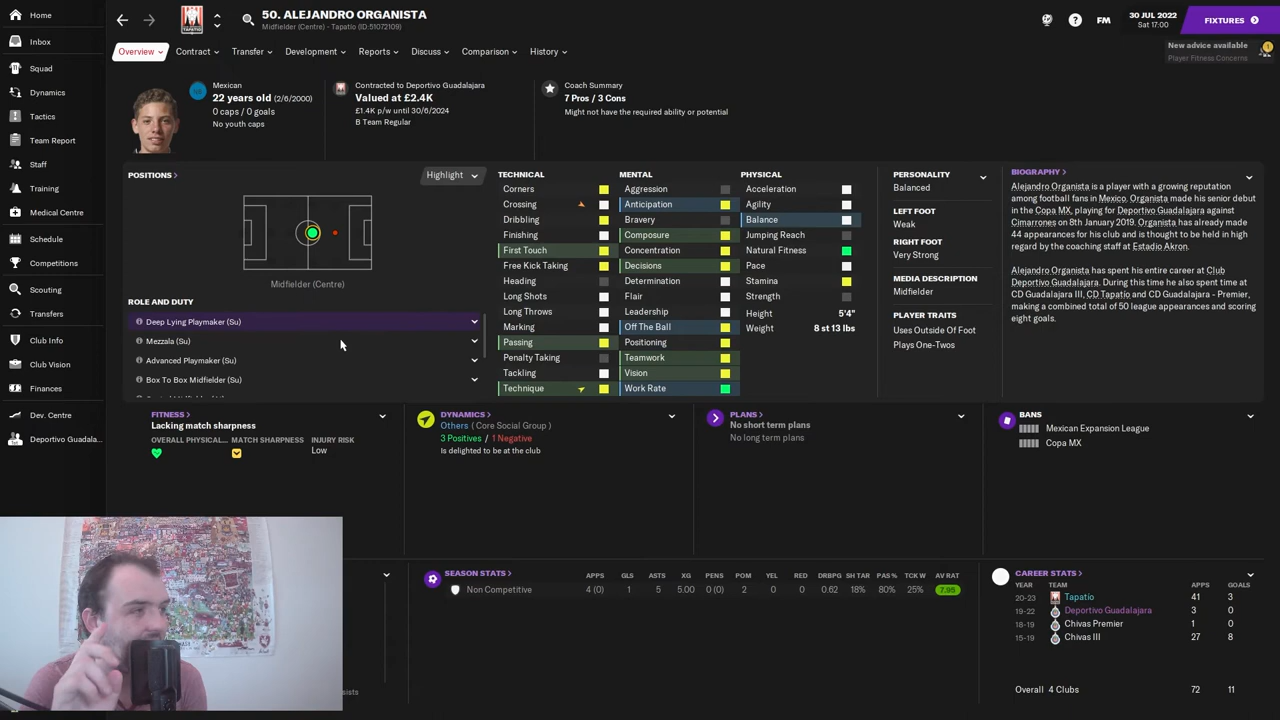 Home
Inbox
Squad
Dynamics
Tactics
Team Report
Staff
Training
Medical Centre
Schedule
Competitions
Scouting
Transfers
Club Info
Club Vision
Finances
Dev. Centre
Deportivo Guadala...
50. ALEJANDRO ORGANISTA
Midfielder (Centre) - Tapatío (ID:51072109)
FM
30 JUL 2022
Sat 17:00
FIXTURES
New advice available
Player Fitness Concerns
Overview
Contract
Transfer
Development
Reports
Discuss
Comparison
History
Mexican
22 years old (2/6/2000)
0 caps / 0 goals
No youth caps
Contracted to Deportivo Guadalajara
Valued at £2.4K
£1.4K p/w until 30/6/2024
B Team Regular
Coach Summary
7 Pros / 3 Cons
Might not have the required ability or potential
POSITIONS
Highlight
Midfielder (Centre)
ROLE AND DUTY
Deep Lying Playmaker (Su)
Mezzala (Su)
Advanced Playmaker (Su)
Box To Box Midfielder (Su)
TECHNICAL
Corners
Crossing
Dribbling
Finishing
First Touch
Free Kick Taking
Heading
Long Shots
Long Throws
Marking
Passing
Penalty Taking
Tackling
Technique
MENTAL
Aggression
Anticipation
Bravery
Composure
Concentration
Decisions
Determination
Flair
Leadership
Off The Ball
Positioning
Teamwork
Vision
Work Rate
PHYSICAL
Acceleration
Agility
Balance
Jumping Reach
Natural Fitness
Pace
Stamina
Strength
Height 5'4"
Weight 8 st 13 lbs
PERSONALITY
Balanced
LEFT FOOT
Weak
RIGHT FOOT
Very Strong
MEDIA DESCRIPTION
Midfielder
PLAYER TRAITS
Uses Outside Of Foot
Plays One-Twos
BIOGRAPHY
Alejandro Organista is a player with a growing reputation
among football fans in Mexico. Organista made his senior debut
in the Copa MX, playing for Deportivo Guadalajara against
Cimarrones on 8th January 2019. Organista has already made
44 appearances for his club and is thought to be held in high
regard by the coaching staff at Estadio Akron.
Alejandro Organista has spent his entire career at Club
Deportivo Guadalajara. During this time he also spent time at
CD Guadalajara III, CD Tapatío and CD Guadalajara - Premier,
making a combined total of 50 league appearances and scoring
eight goals.
FITNESS
Lacking match sharpness
OVERALL PHYSICAL... MATCH SHARPNESS INJURY RISK
Low
DYNAMICS
Others ( Core Social Group )
3 Positives / 1 Negative
Is delighted to be at the club
PLANS
No short term plans
No long term plans
BANS
Mexican Expansion League
Copa MX
SEASON STATS APPS GLS ASTS XG PENS POM YEL RED DRBPG SH TAR PAS% TCK W AV RAT
Non Competitive 4 (0) 1 5 5.00 0 (0) 2 0 0 0.62 18% 80% 25% 7.95
CAREER STATS
YEAR TEAM APPS GOALS
20-23 Tapatío 41 3
19-22 Deportivo Guadalajara 3 0
18-19 Chivas Premier 1 0
15-19 Chivas III 27 8
Overall 4 Clubs 72 11